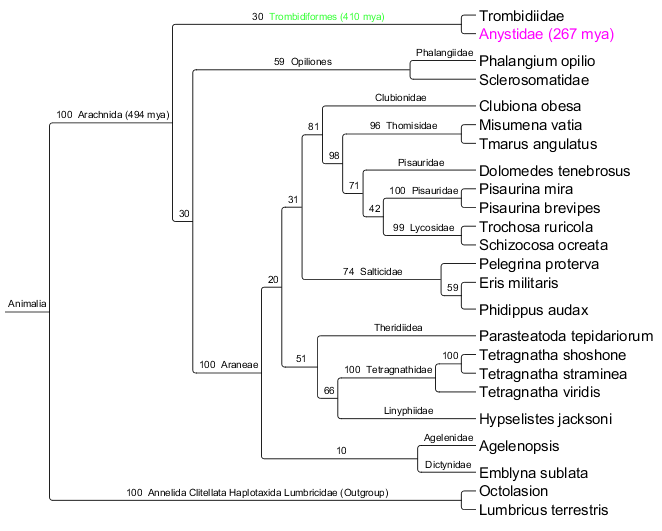 30 Trombidiformes (410 mya)
Trombidiidae
Anystidae (267 mya)
Phalangiidae
59 Opiliones
Phalangium opilio
Sclerosomatidae
Clubionidae
Clubiona obesa
100 Arachnida (494 mya)
81
96 Thomisidae
Misumena vatia
Tmarus angulatus
98
Pisauridae
Dolomedes tenebrosus
71
100 Pisauridae
Pisaurina mira
Pisaurina brevipes
31
42
30
99 Lycosidae
Trochosa ruricola
Schizocosa ocreata
74 Salticidae
Pelegrina proterva
20
59
Eris militaris
Phidippus audax
Animalia
Theridiidea
Parasteatoda tepidariorum
51
100
Tetragnatha shoshone
100 Araneae
100 Tetragnathidae
Tetragnatha straminea
66
Tetragnatha viridis
Linyphiidae
Hypselistes jacksoni
Agelenidae
10
Agelenopsis
Dictynidae
Emblyna sublata
100 Annelida Clitellata Haplotaxida Lumbricidae (Outgroup)
Octolasion
Lumbricus terrestris